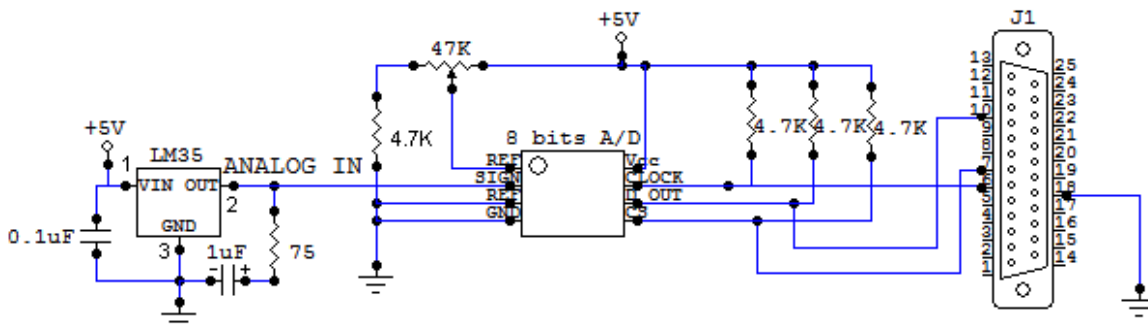 +5V
J1
47K
+5V
1
LM35
ANALOG IN
VIN OUT
2
GND
3
0.1uF
1uF
-
+
75
4.7K
8 bits A/D
REF
SIGN
REF
GND
Vcc
CLOCK
D_OUT
CS
4.7K
4.7K
4.7K
13
12
11
10
9
8
7
6
5
4
3
2
1
25
24
23
22
21
20
19
18
17
16
15
14